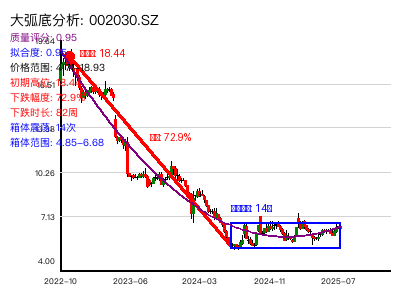 大弧底分析: 002030.SZ
质量评分: 0.95
拟合度: 0.95
价格范围: 4. -18.93
初期高位: 18.4
下跌幅度: 72.9%
下跌时长: 82周
箱体震荡: 14次
箱体范围: 4.85-6.68
18.44
72.9%
14
10.26
7.13
4.00
2022-10 2023-06 2024-03 2024-11 2025-07